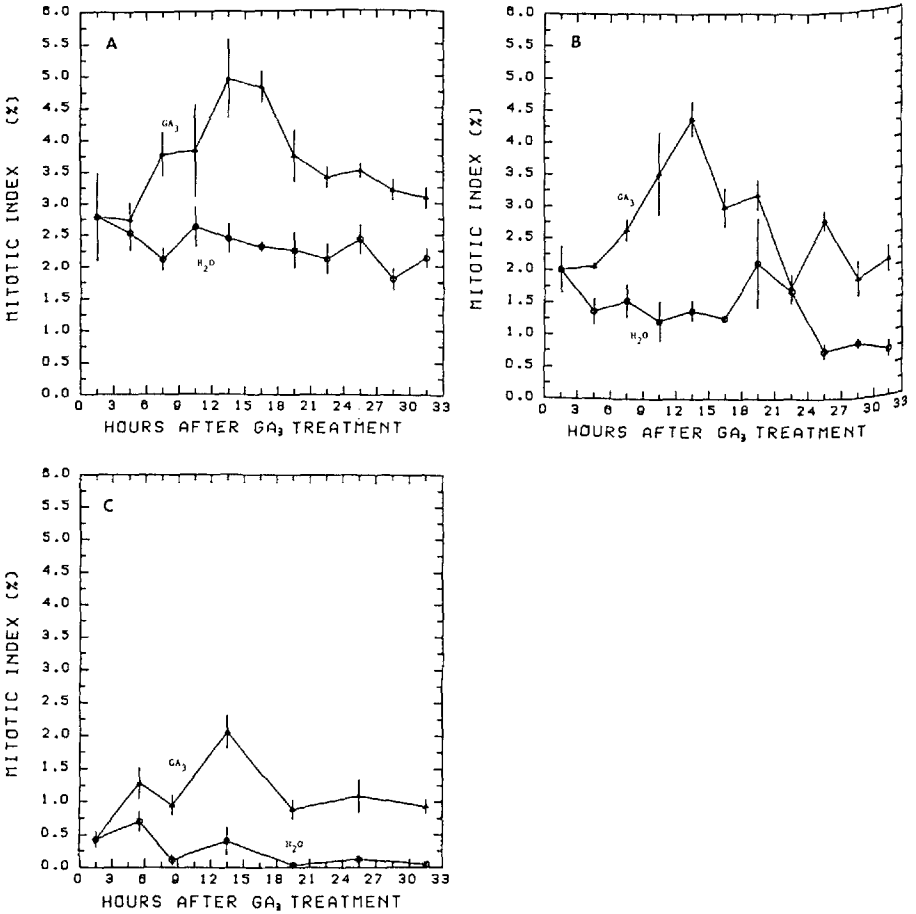 A
MITOTIC INDEX (%)
6.0
5.5
5.0
4.5
4.0
3.5
3.0
2.5
2.0
1.5
1.0
0.5
0.0
GA₃
H₂O
0 3 6 9 12 15 18 21 24 27 30 33
HOURS AFTER GA₃ TREATMENT
B
MITOTIC INDEX (%)
6.0
5.5
5.0
4.5
4.0
3.5
3.0
2.5
2.0
1.5
1.0
0.5
0.0
GA₃
H₂O
0 3 6 9 12 15 18 21 24 27 30 33
HOURS AFTER GA₃ TREATMENT
C
MITOTIC INDEX (%)
6.0
5.5
5.0
4.5
4.0
3.5
3.0
2.5
2.0
1.5
1.0
0.5
0.0
GA₃
H₂O
0 3 6 9 12 15 18 21 24 27 30 33
HOURS AFTER GA₃ TREATMENT